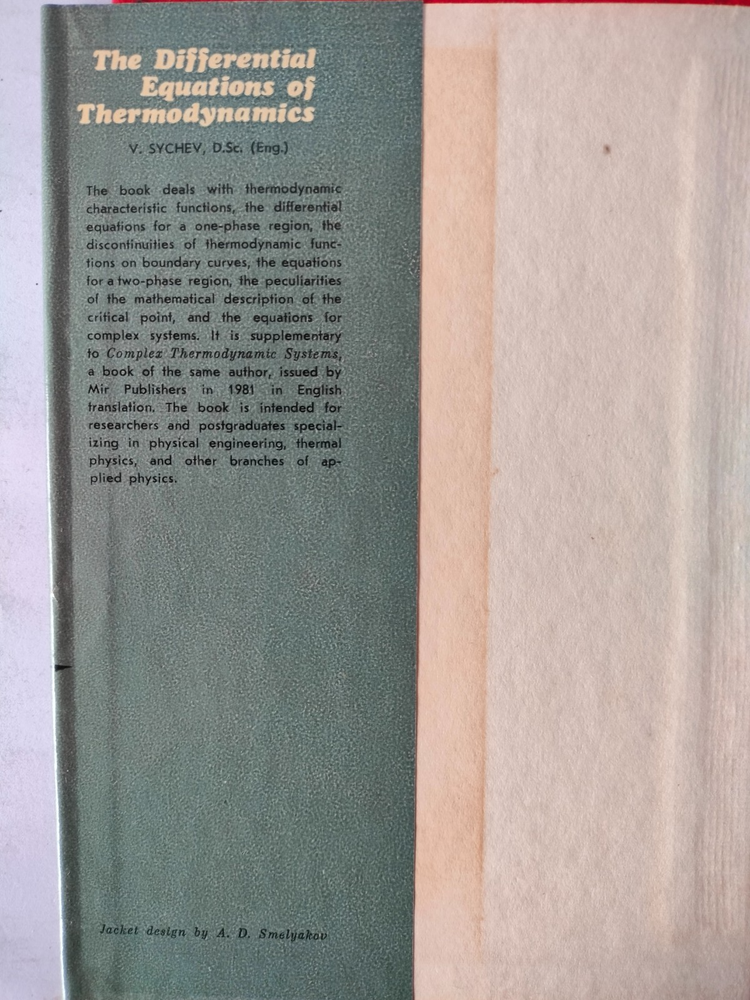 The Differential
Equations of
Thermodynamics
V. SYCHEV, D.Sc. (Eng.)
The book deals with thermodynamic
characteristic functions, the differential
equations for a one-phase region, the
discontinuities of thermodynamic func-
tions on boundary curves, the equations
for a two-phase region, the peculiarities
of the mathematical description of the
critical point, and the equations for
complex systems. It is supplementary
to Complex Thermodynamic Systems,
a book of the same author, issued by
Mir Publishers in 1981 in English
translation. The book is intended for
researchers and postgraduates special-
izing in physical engineering, thermal
physics, and other branches of ap-
plied physics.
Jacket design by A. D. Smelyakov